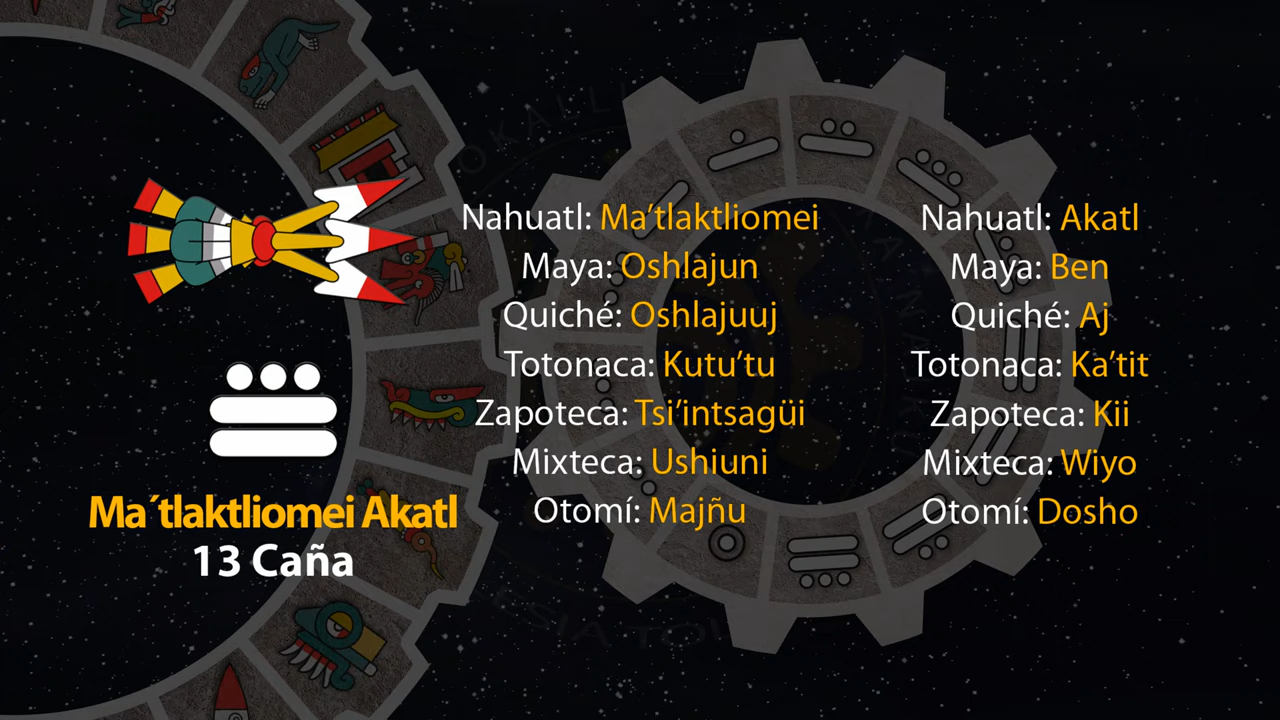 Nahuatl: Ma’tlaktliomei
Maya: Oshlajun
Quiché: Oshlajuuj
Totonaca: Kutu’tu
Zapoteca: Tsi’intsagüi
Mixteca: Ushiuni
Otomí: Majñu
Nahuatl: Akatl
Maya: Ben
Quiché: Aj
Totonaca: Ka’tit
Zapoteca: Kii
Mixteca: Wiyo
Otomí: Dosho
Ma´tlaktliomei Akatl
13 Caña